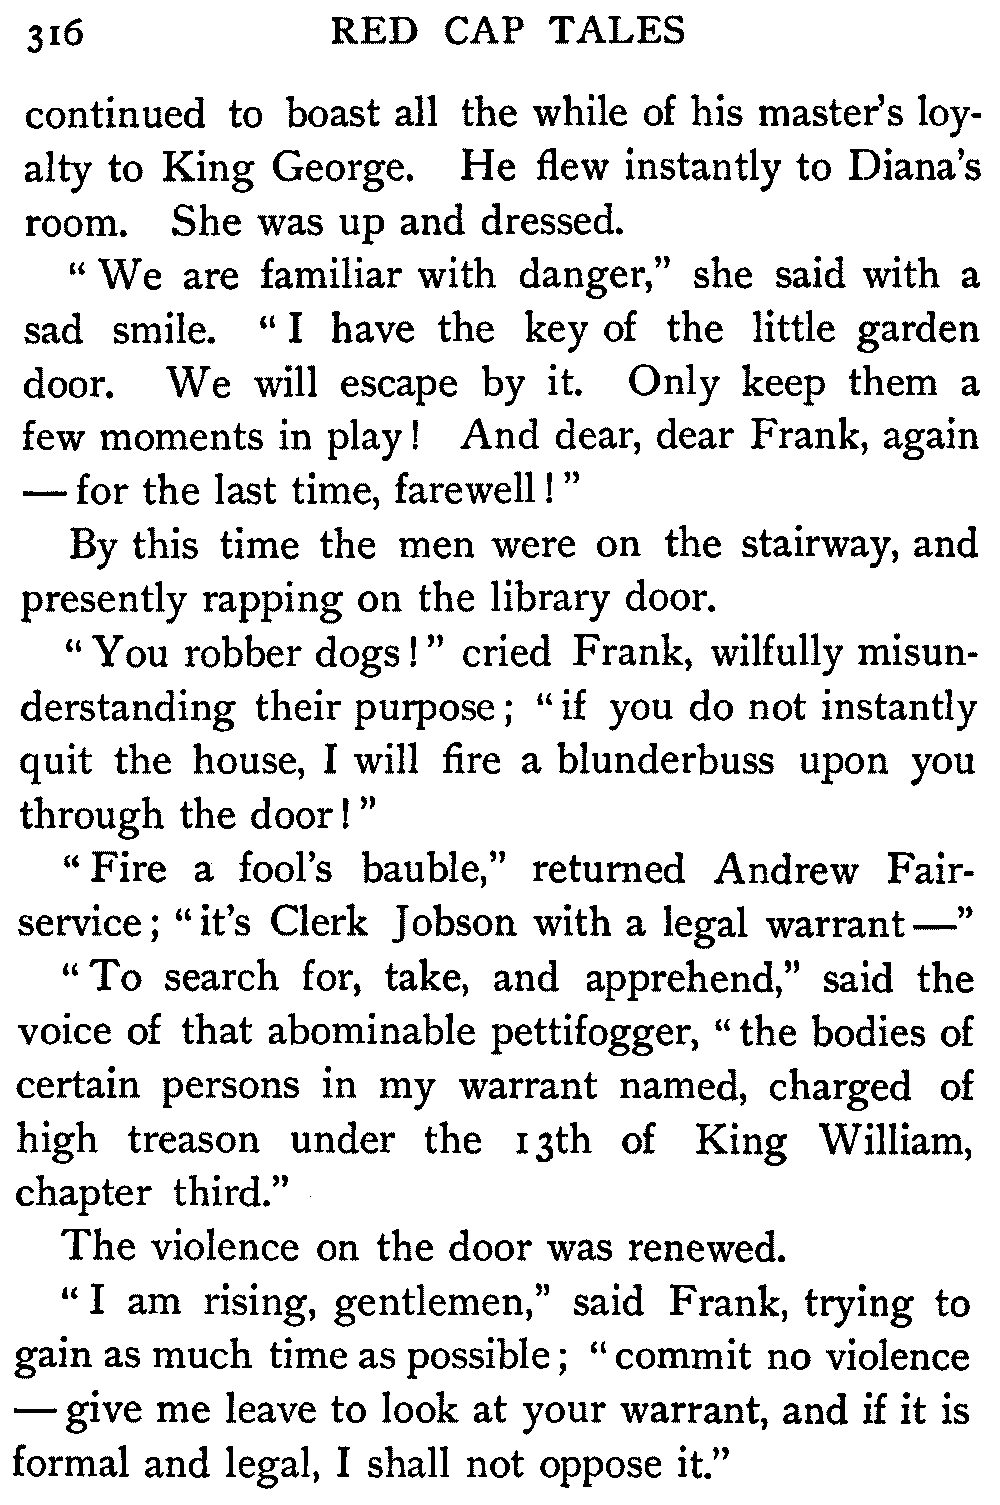 316 RED CAP TALES
continued to boast all the while of his master's loy-
alty to King George. He flew instantly to Diana's
room. She was up and dressed.
"We are familiar with danger," she said with a
sad smile. "I have the key of the little garden
door. We will escape by it. Only keep them a
few moments in play! And dear, dear Frank, again
—for the last time, farewell!"
By this time the men were on the stairway, and
presently rapping on the library door.
"You robber dogs!" cried Frank, wilfully misun-
derstanding their purpose; "if you do not instantly
quit the house, I will fire a blunderbuss upon you
through the door!"
"Fire a fool's bauble," returned Andrew Fair-
service; "it's Clerk Jobson with a legal warrant—"
"To search for, take, and apprehend," said the
voice of that abominable pettifogger, "the bodies of
certain persons in my warrant named, charged of
high treason under the 13th of King William,
chapter third."
The violence on the door was renewed.
"I am rising, gentlemen," said Frank, trying to
gain as much time as possible; "commit no violence
—give me leave to look at your warrant, and if it is
formal and legal, I shall not oppose it."